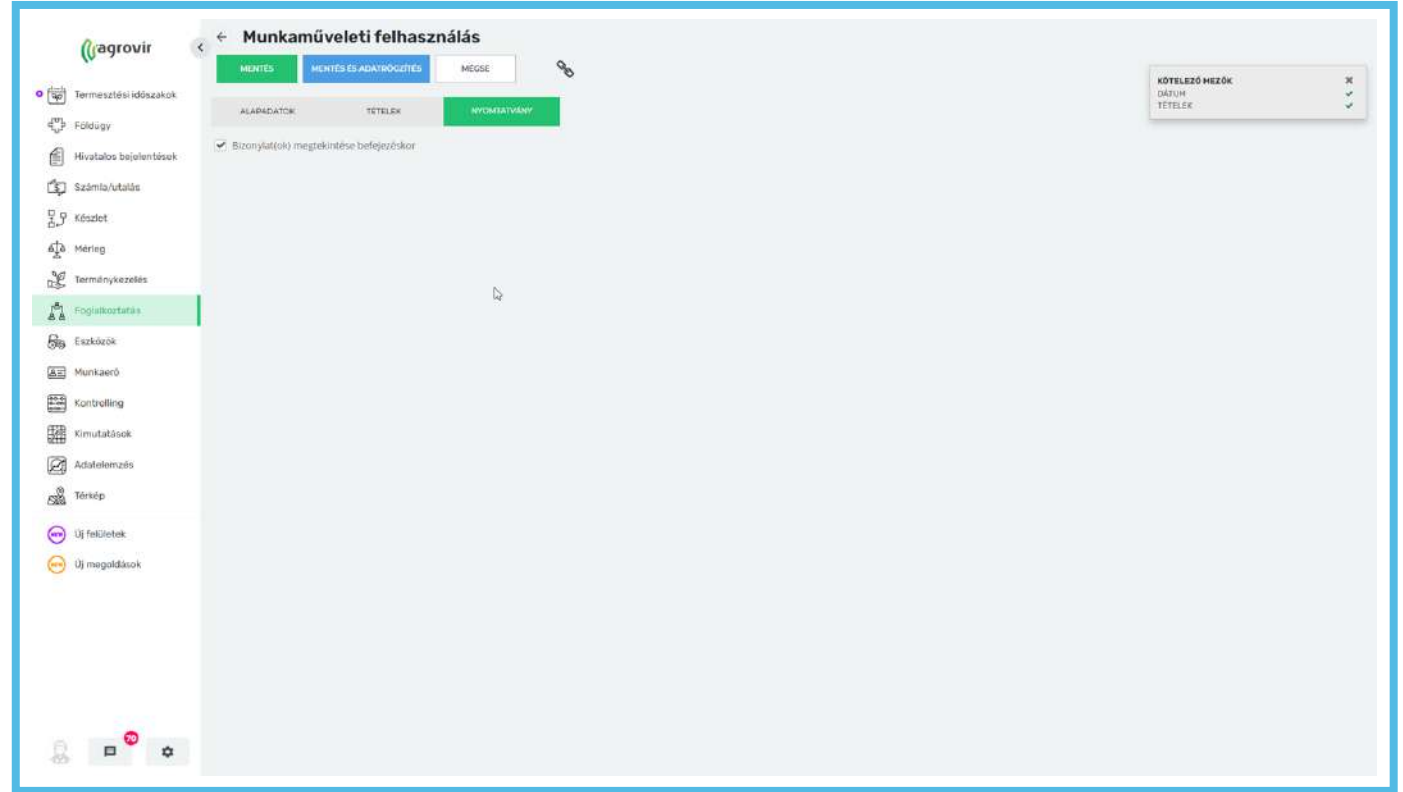 agrovir
← Munkaműveleti felhasználás
MENTÉS MENTÉS ÉS ADATRÖGZÍTÉS MÉGSE
KÖTELEZŐ MEZŐK
DÁTUM
TÉTELEK
ALAPADATOK TÉTELEK NYOMTATVÁNY
Bizonylat(ok) megtekintése befejezéskor
Termesztési időszakok
Földügy
Hivatalos bejelentések
Számla/utalás
Készlet
Mérleg
Terménykezelés
Foglalkoztatás
Eszközök
Munkaerő
Kontrolling
Kimutatások
Adatelemzés
Térkép
NEW Új felületek
NEW Új megoldások
70